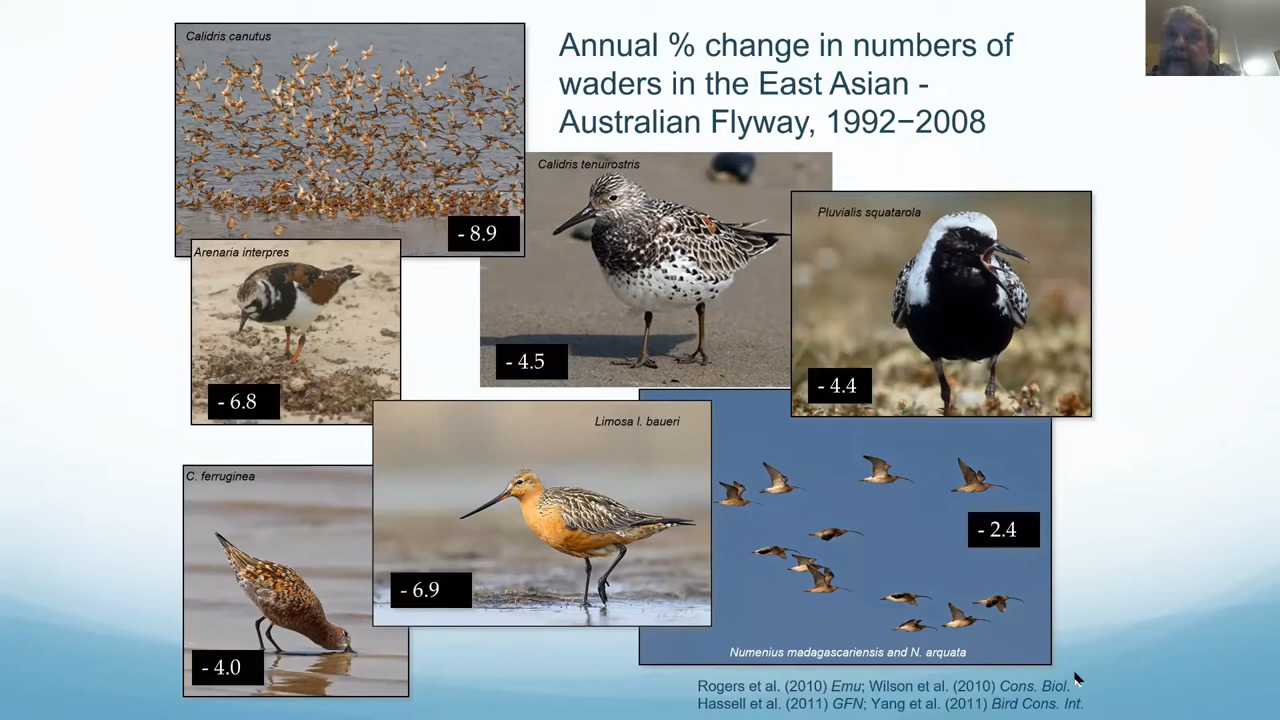 Calidris canutus
Annual % change in numbers of
waders in the East Asian -
Australian Flyway, 1992−2008
- 8.9
Calidris tenuirostris
- 4.5
Pluvialis squatarola
- 4.4
Arenaria interpres
- 6.8
Limosa l. baueri
- 6.9
- 2.4
Numenius madagascariensis and N. arquata
C. ferruginea
- 4.0
Rogers et al. (2010) Emu; Wilson et al. (2010) Cons. Biol.
Hassell et al. (2011) GFN; Yang et al. (2011) Bird Cons. Int.